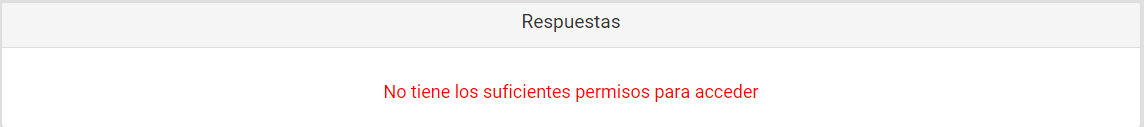 Respuestas
No tiene los suficientes permisos para acceder